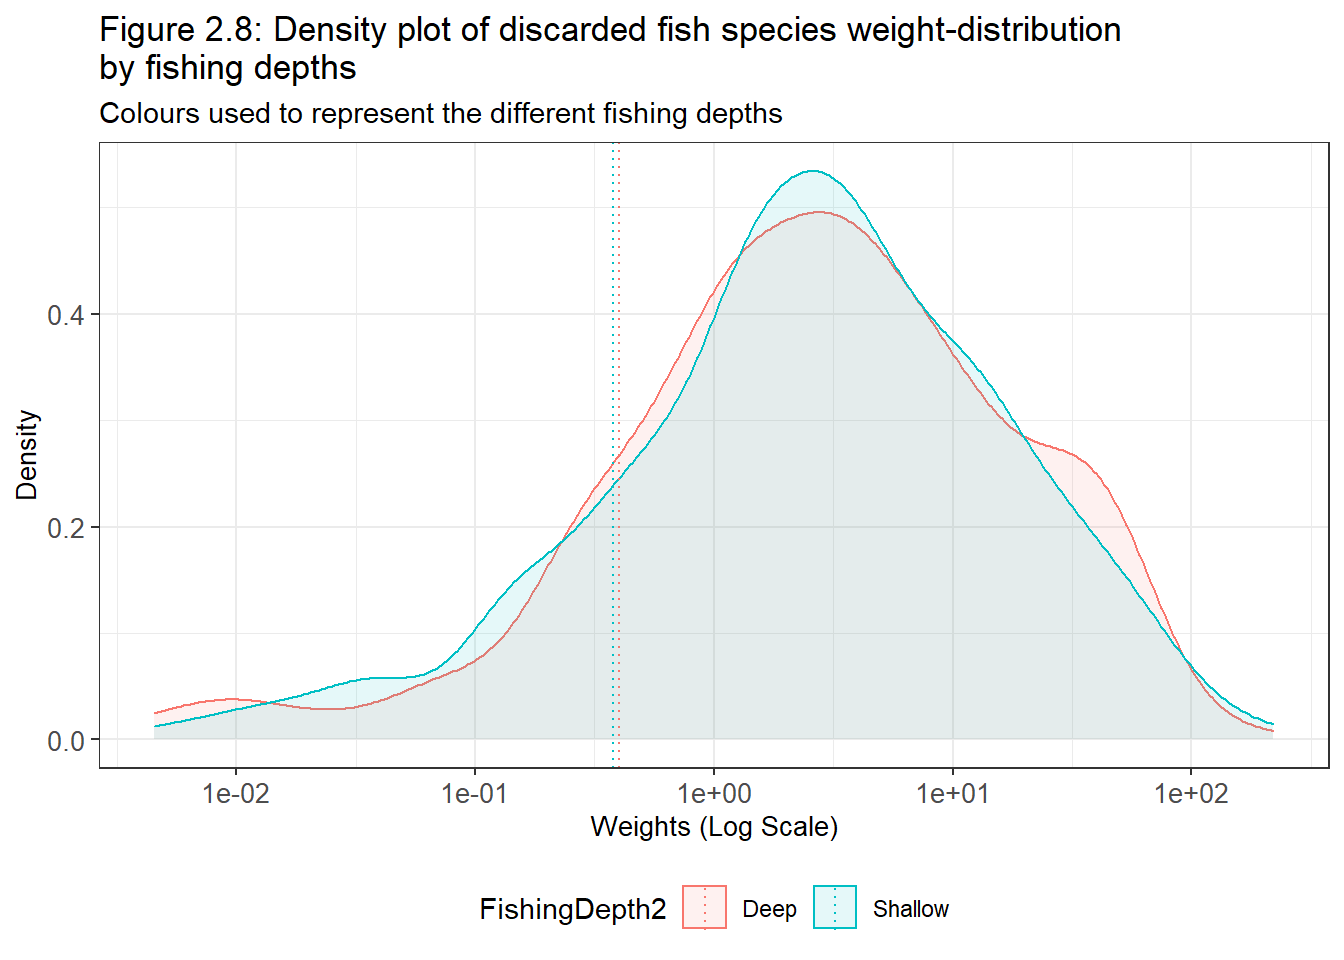 Figure 2.8: Density plot of discarded fish species weight-distribution
by fishing depths
Colours used to represent the different fishing depths
Density
0.4
0.2
0.0
1e-02 1e-01 1e+00 1e+01 1e+02
Weights (Log Scale)
FishingDepth2 Deep Shallow